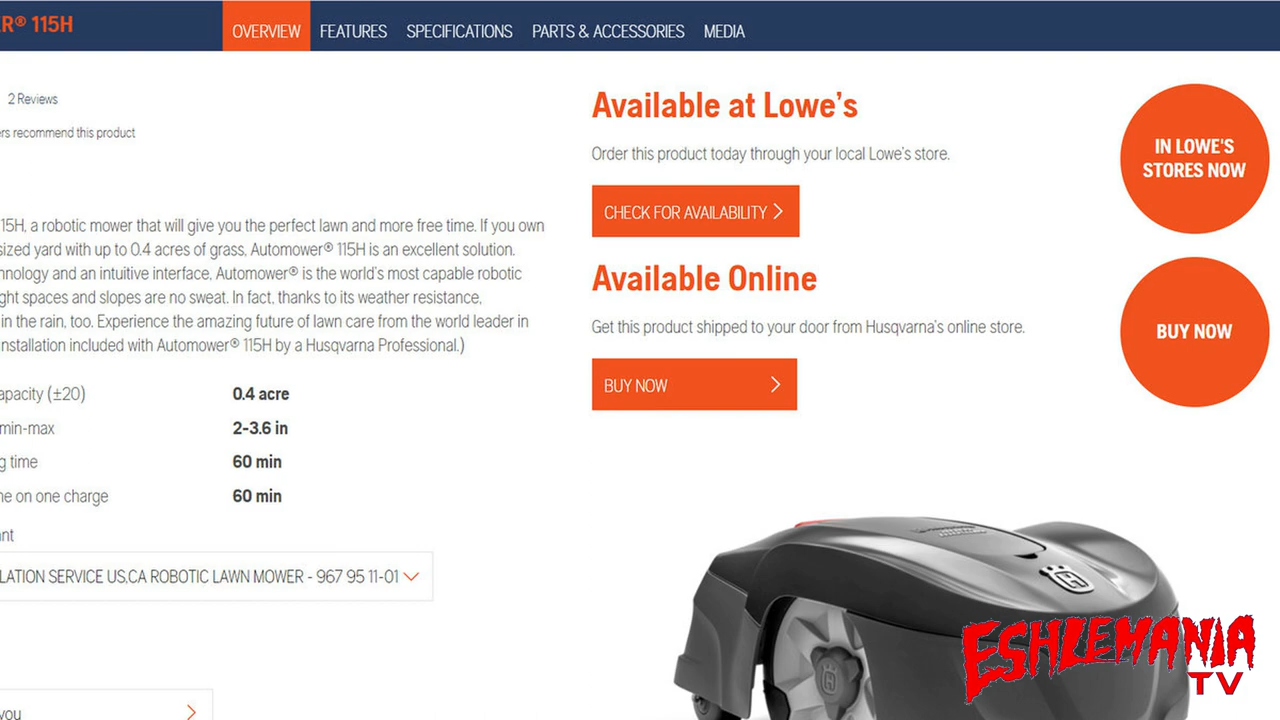 R® 115H
OVERVIEW FEATURES SPECIFICATIONS PARTS & ACCESSORIES MEDIA
2 Reviews
ers recommend this product
15H, a robotic mower that will give you the perfect lawn and more free time. If you own
sized yard with up to 0.4 acres of grass, Automower® 115H is an excellent solution.
hnology and an intuitive interface, Automower® is the world's most capable robotic
ght spaces and slopes are no sweat. In fact, thanks to its weather resistance,
in the rain, too. Experience the amazing future of lawn care from the world leader in
nstallation included with Automower® 115H by a Husqvarna Professional.)
apacity (±20) 0.4 acre
min-max 2-3.6 in
g time 60 min
me on one charge 60 min
nt
LATION SERVICE US,CA ROBOTIC LAWN MOWER - 967 95 11-01
you
Available at Lowe's
Order this product today through your local Lowe's store.
CHECK FOR AVAILABILITY
Available Online
Get this product shipped to your door from Husqvarna's online store.
BUY NOW
IN LOWE'S
STORES NOW
BUY NOW
ESHLEMANIA
TV